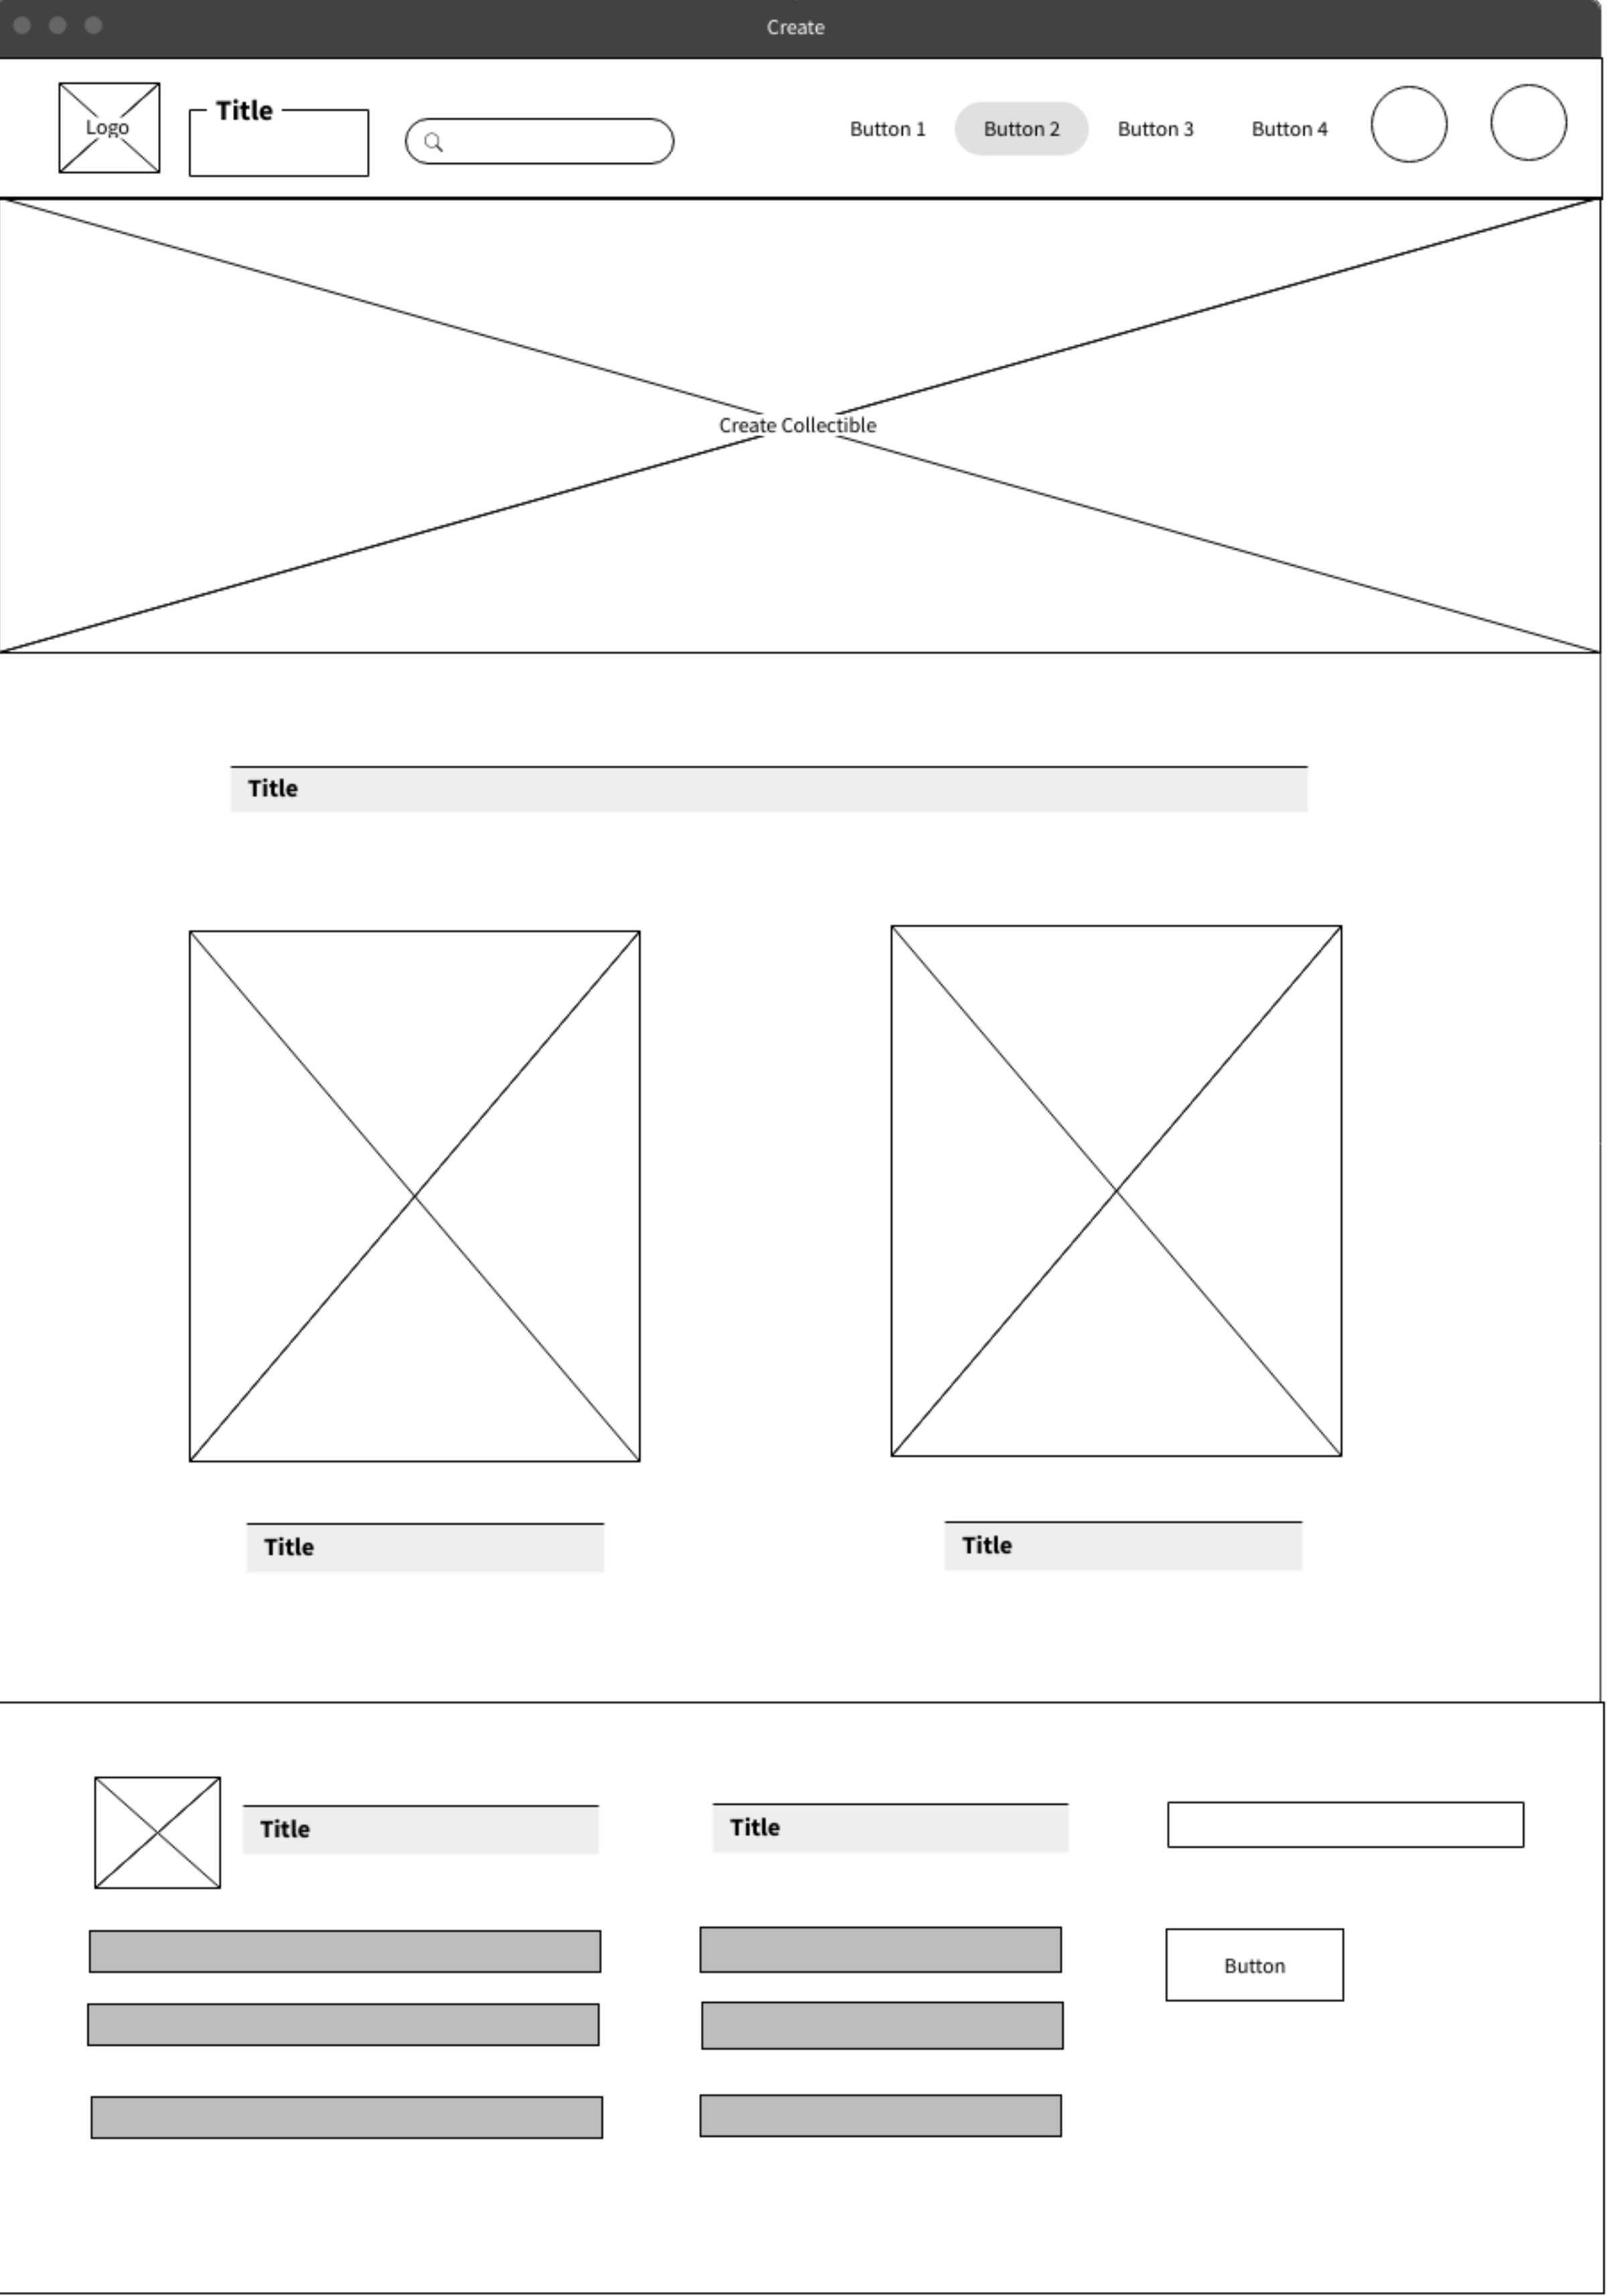 Create
Logo
Title
Button 1
Button 2
Button 3
Button 4
Create Collectible
Title
Title
Title
Title
Title
Button